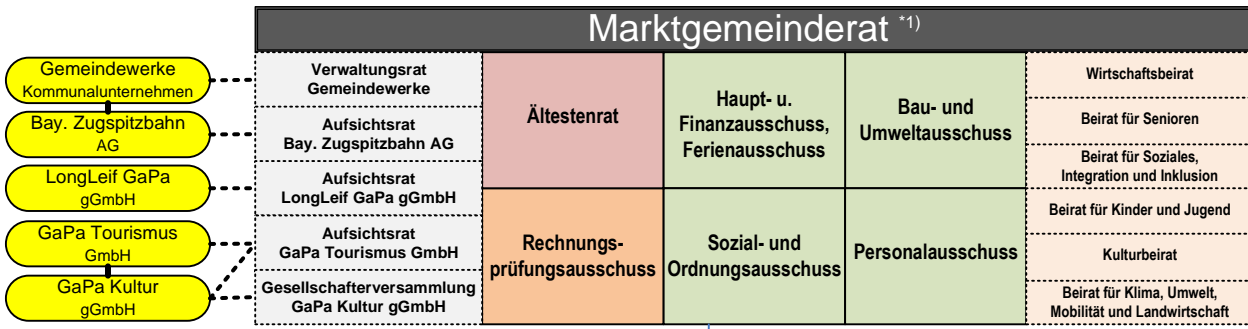 Marktgemeinderat *1)
Gemeindewerke
Kommunalunternehmen
Bay. Zugspitzbahn
AG
LongLeif GaPa
gGmbH
GaPa Tourismus
GmbH
GaPa Kultur
gGmbH
Verwaltungsrat
Gemeindewerke
Aufsichtsrat
Bay. Zugspitzbahn AG
Aufsichtsrat
LongLeif GaPa gGmbH
Aufsichtsrat
GaPa Tourismus GmbH
Gesellschafterversammlung
GaPa Kultur gGmbH
Ältestenrat
Rechnungs-
prüfungsausschuss
Haupt- u.
Finanzausschuss,
Ferienausschuss
Sozial- und
Ordnungsausschuss
Bau- und
Umweltausschuss
Personalausschuss
Wirtschaftsbeirat
Beirat für Senioren
Beirat für Soziales,
Integration und Inklusion
Beirat für Kinder und Jugend
Kulturbeirat
Beirat für Klima, Umwelt,
Mobilität und Landwirtschaft